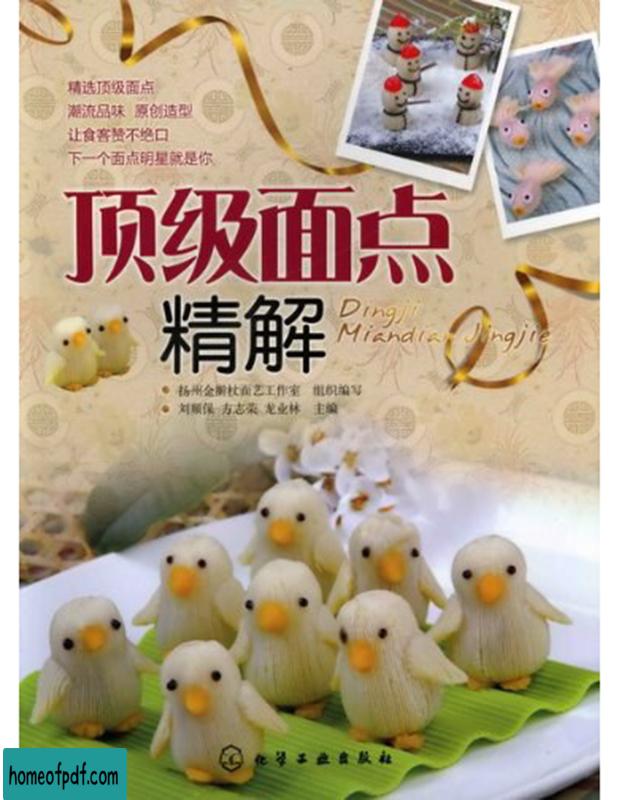 精选顶级面点
潮流品味 原创造型
让食客赞不绝口
下一个面点明星就是你
顶级面点
精解
Dingji
Miandian Jingjie
扬州金擀杖面艺工作室 组织编写
刘顺保 方志荣 龙业林 主编
化学工业出版社
homeofpdf.com